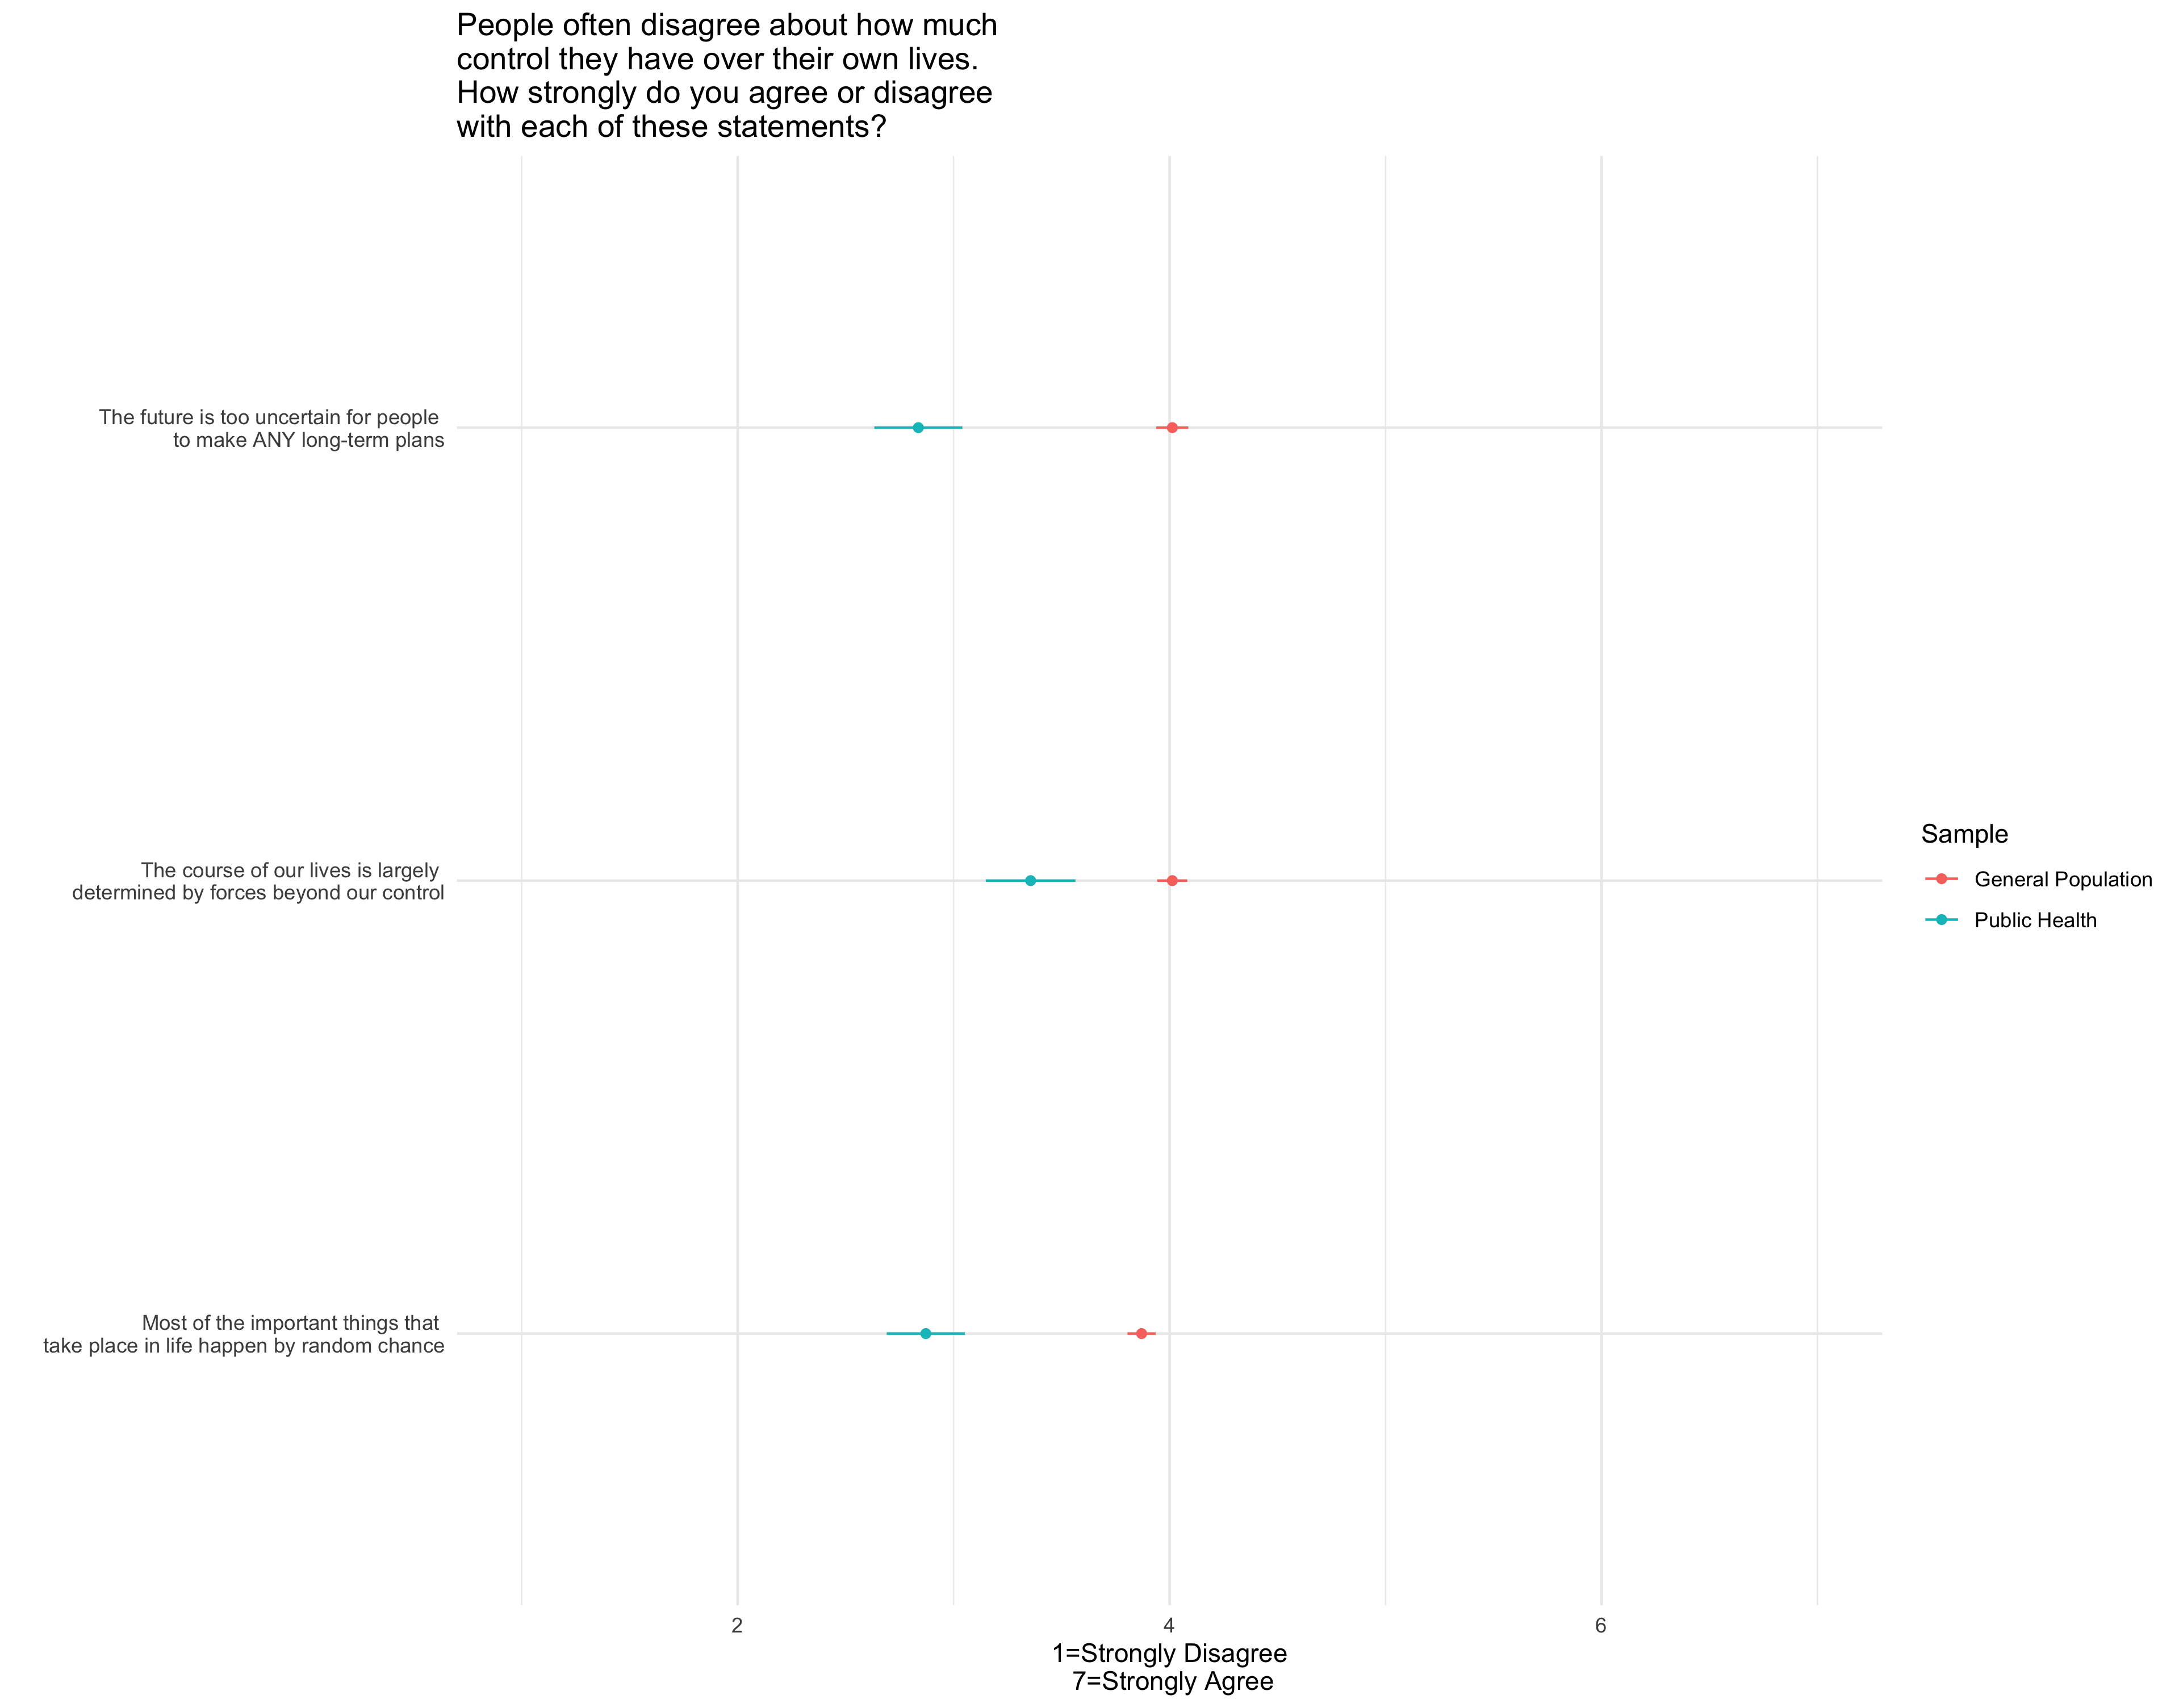 People often disagree about how much
control they have over their own lives.
How strongly do you agree or disagree
with each of these statements?
The future is too uncertain for people
to make ANY long-term plans
The course of our lives is largely
determined by forces beyond our control
Most of the important things that
take place in life happen by random chance
Sample
General Population
Public Health
2
4
6
1=Strongly Disagree
7=Strongly Agree